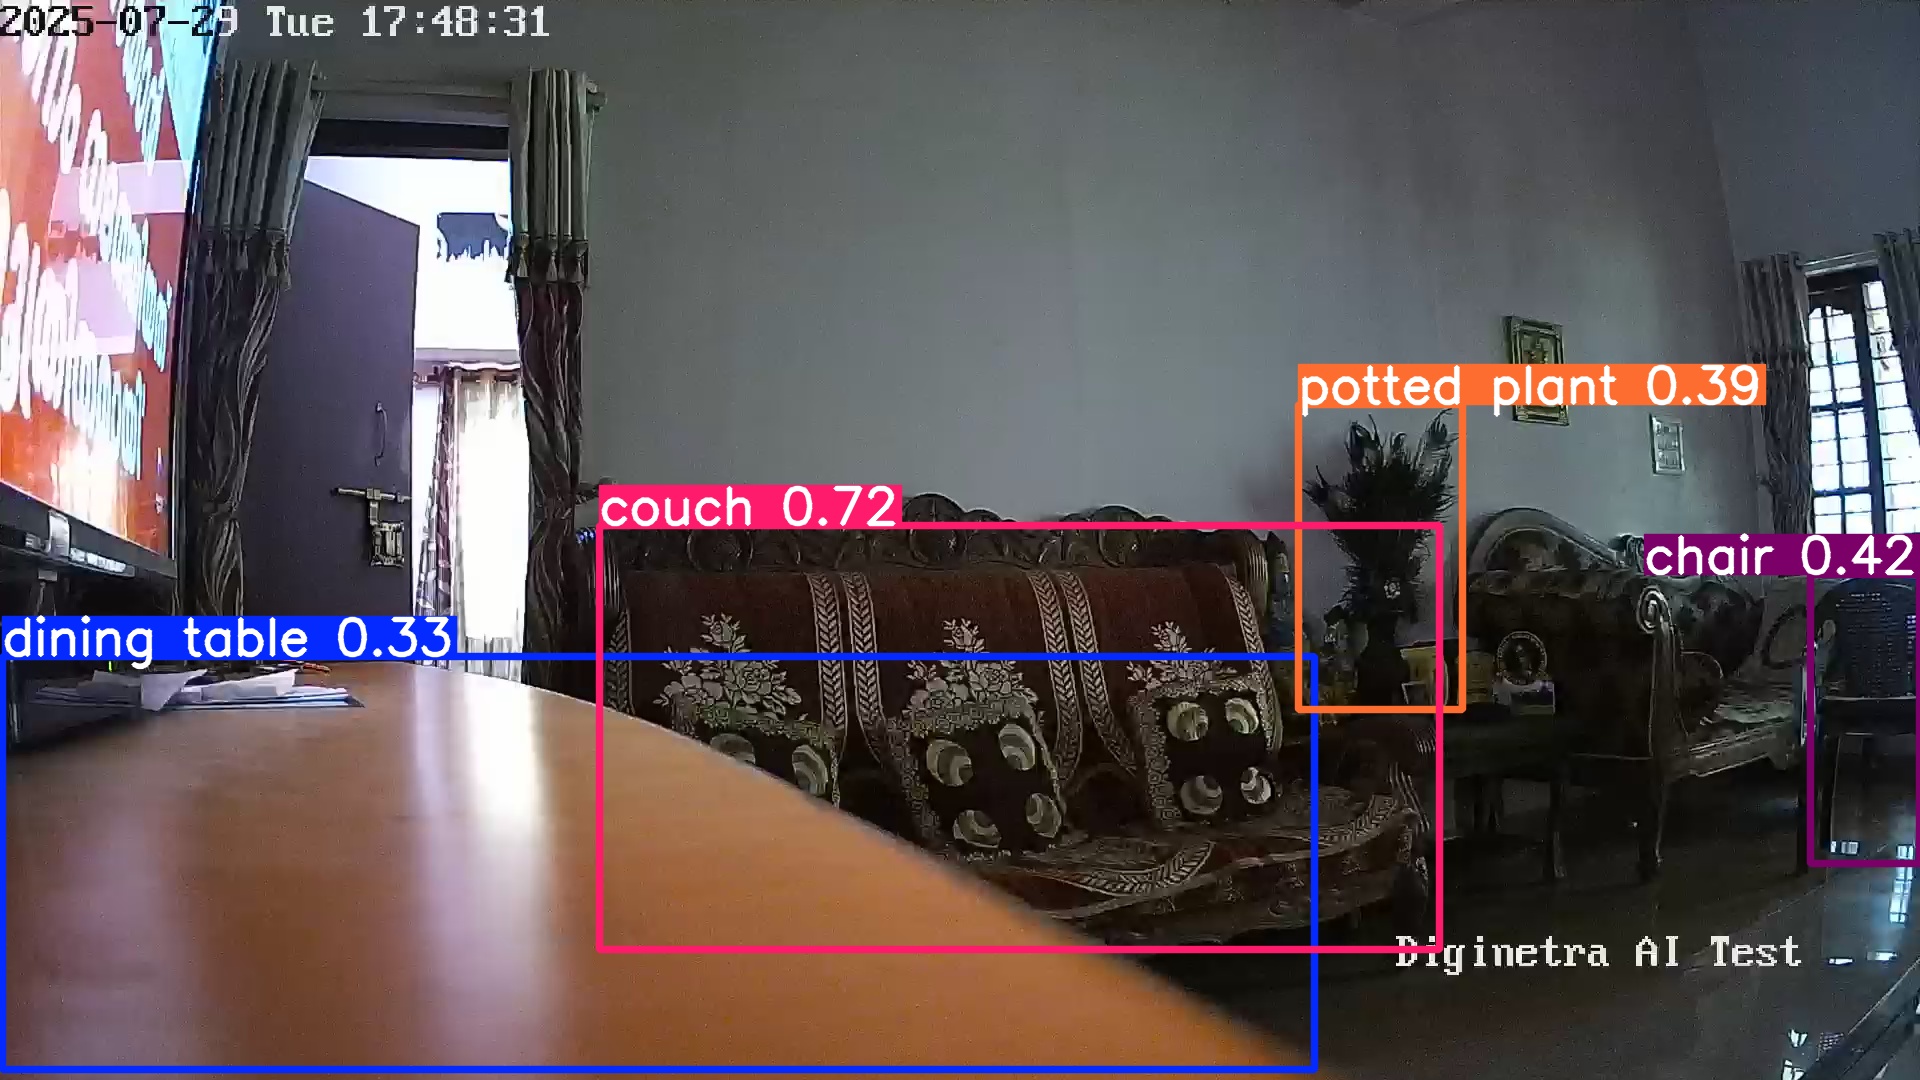 2025-07-29 Tue 17:48:31
potted plant 0.39
couch 0.72
chair 0.42
dining table 0.33
Diginetra AI Test